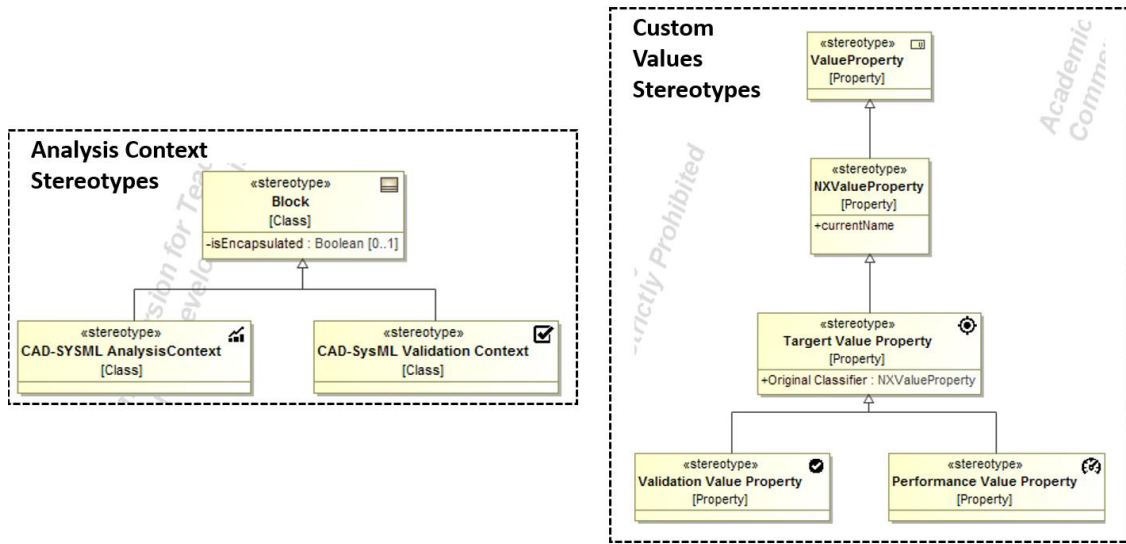 Analysis Context
Stereotypes
«stereotype»
Block
[Class]
-isEncapsulated : Boolean [0..1]
«stereotype»
CAD-SYSML AnalysisContext
[Class]
«stereotype»
CAD-SysML Validation Context
[Class]
Custom
Values
Stereotypes
«stereotype»
ValueProperty
[Property]
«stereotype»
NXValueProperty
[Property]
+currentName
«stereotype»
Targert Value Property
[Property]
+Original Classifier : NXValueProperty
«stereotype»
Validation Value Property
[Property]
«stereotype»
Performance Value Property
[Property]
Academic
Prohibited